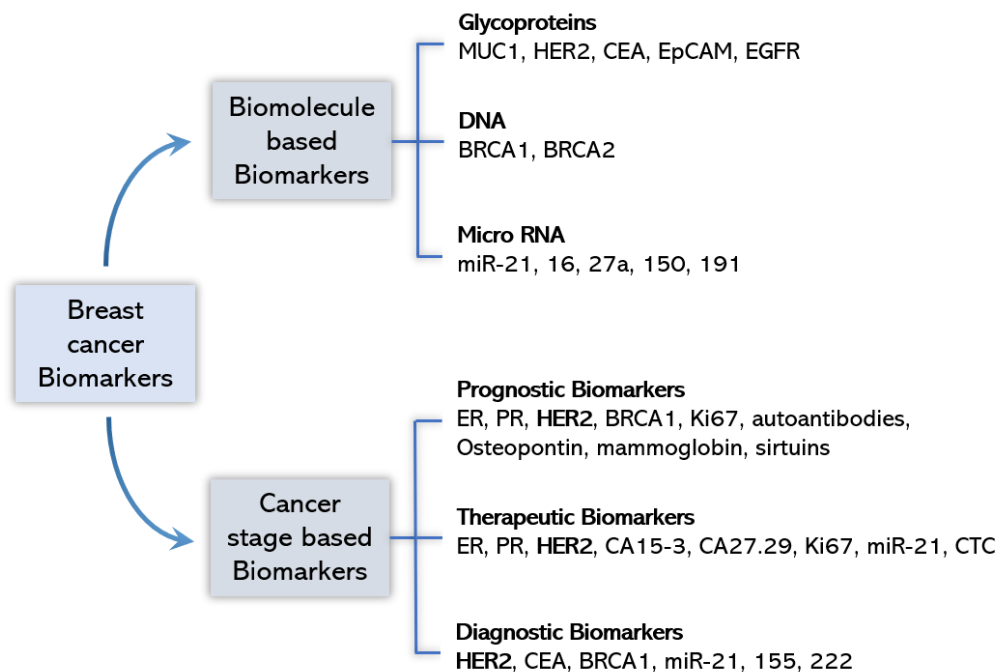 Glycoproteins
MUC1, HER2, CEA, EpCAM, EGFR
Biomolecule
based
Biomarkers
DNA
BRCA1, BRCA2
Micro RNA
miR-21, 16, 27a, 150, 191
Breast
cancer
Biomarkers
Prognostic Biomarkers
ER, PR, HER2, BRCA1, Ki67, autoantibodies,
Osteopontin, mammoglobin, sirtuins
Cancer
stage based
Biomarkers
Therapeutic Biomarkers
ER, PR, HER2, CA15-3, CA27.29, Ki67, miR-21, CTC
Diagnostic Biomarkers
HER2, CEA, BRCA1, miR-21, 155, 222